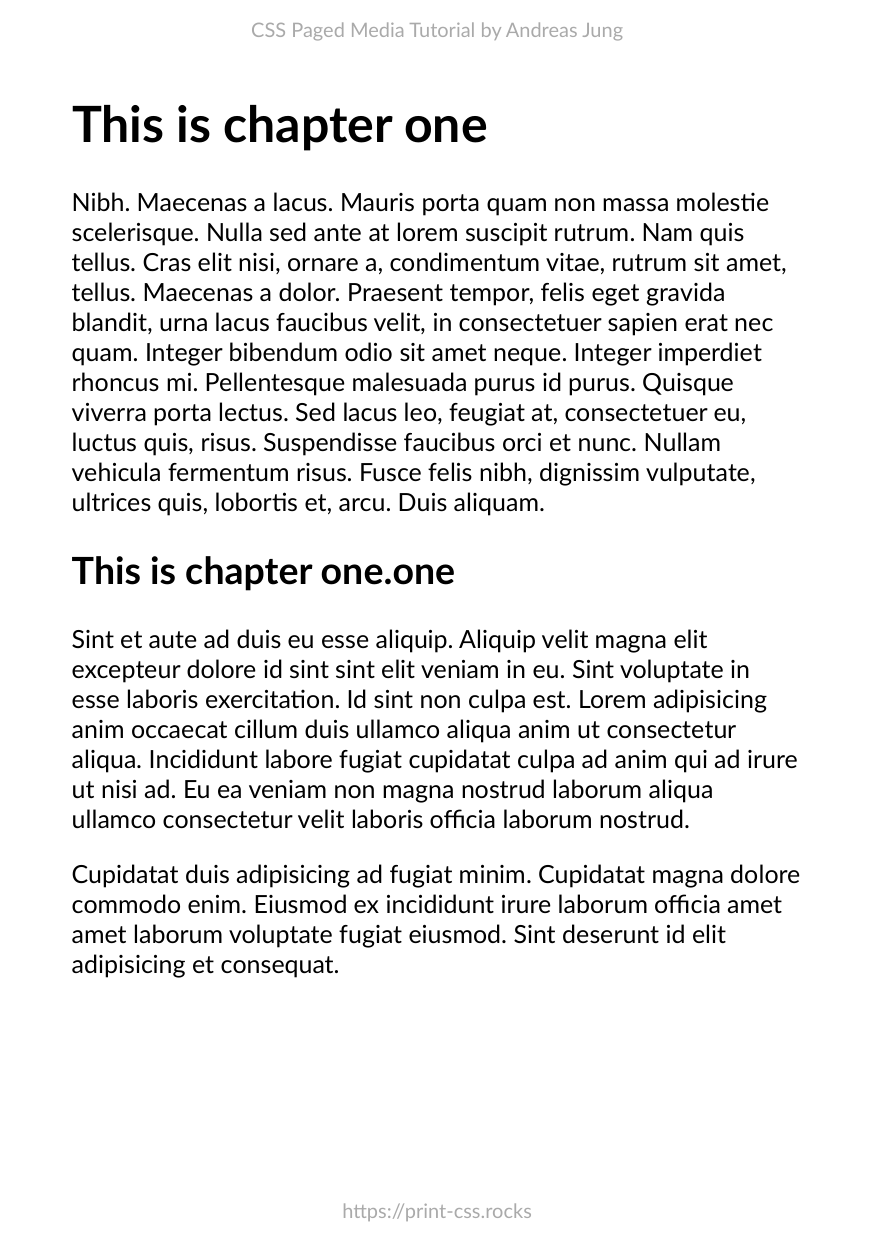 CSS Paged Media Tutorial by Andreas Jung
This is chapter one
Nibh. Maecenas a lacus. Mauris porta quam non massa molestie
scelerisque. Nulla sed ante at lorem suscipit rutrum. Nam quis
tellus. Cras elit nisi, ornare a, condimentum vitae, rutrum sit amet,
tellus. Maecenas a dolor. Praesent tempor, felis eget gravida
blandit, urna lacus faucibus velit, in consectetuer sapien erat nec
quam. Integer bibendum odio sit amet neque. Integer imperdiet
rhoncus mi. Pellentesque malesuada purus id purus. Quisque
viverra porta lectus. Sed lacus leo, feugiat at, consectetuer eu,
luctus quis, risus. Suspendisse faucibus orci et nunc. Nullam
vehicula fermentum risus. Fusce felis nibh, dignissim vulputate,
ultrices quis, lobortis et, arcu. Duis aliquam.
This is chapter one.one
Sint et aute ad duis eu esse aliquip. Aliquip velit magna elit
excepteur dolore id sint sint elit veniam in eu. Sint voluptate in
esse laboris exercitation. Id sint non culpa est. Lorem adipisicing
anim occaecat cillum duis ullamco aliqua anim ut consectetur
aliqua. Incididunt labore fugiat cupidatat culpa ad anim qui ad irure
ut nisi ad. Eu ea veniam non magna nostrud laborum aliqua
ullamco consectetur velit laboris officia laborum nostrud.
Cupidatat duis adipisicing ad fugiat minim. Cupidatat magna dolore
commodo enim. Eiusmod ex incididunt irure laborum officia amet
amet laborum voluptate fugiat eiusmod. Sint deserunt id elit
adipisicing et consequat.
https://print-css.rocks